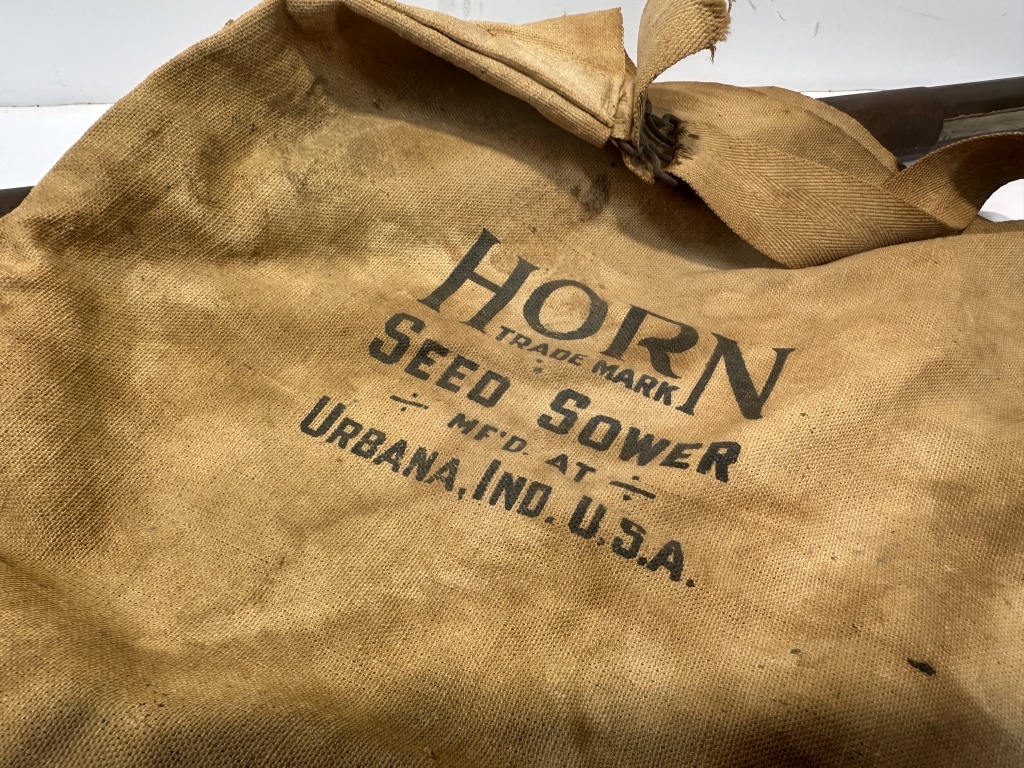 HORN
TRADE MARK
SEED SOWER
÷ MF'D. AT ÷
URBANA, IND. U.S.A.